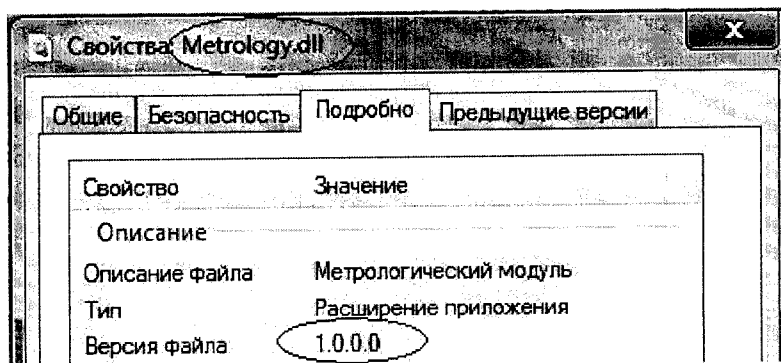 Свойства: Metrology.dll
Общие Безопасность Подробно Предыдущие версии
Свойство Значение
Описание
Описание файла Метрологический модуль
Тип Расширение приложения
Версия файла 1.0.0.0